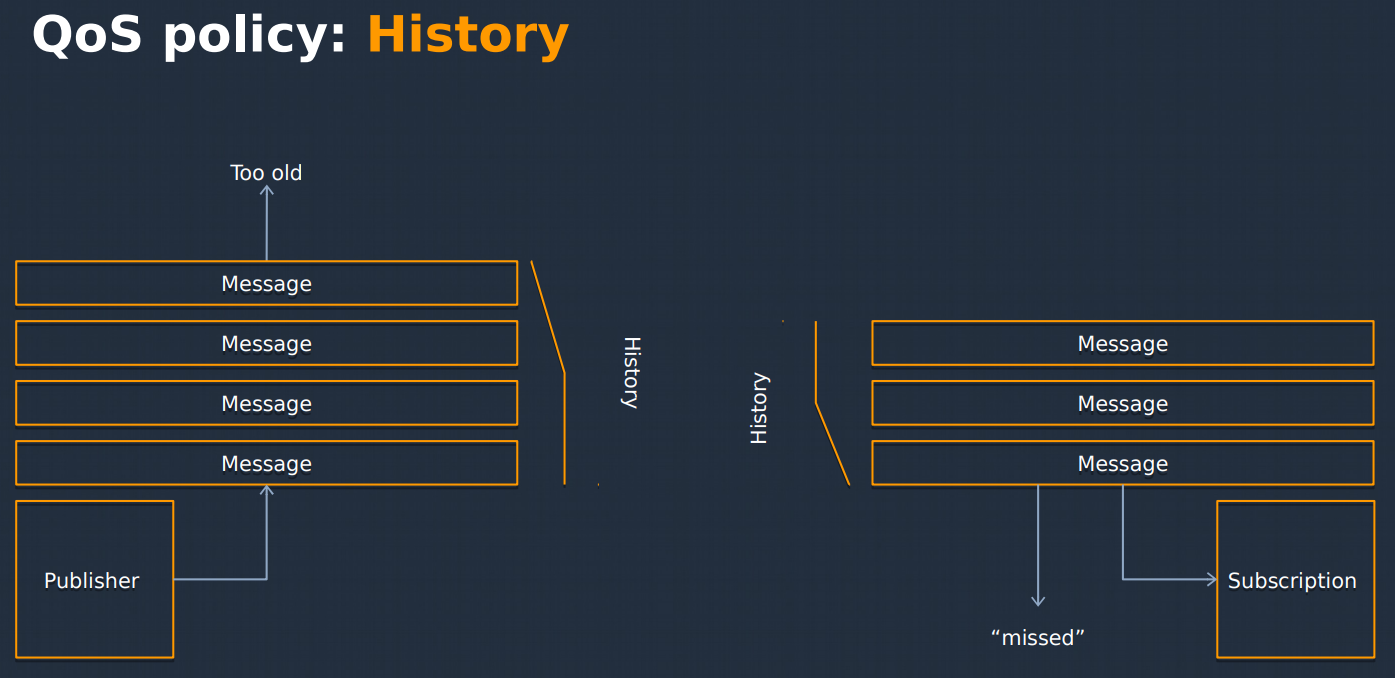 QoS policy: History
Too old
Message
Message
Message
Message
History
Publisher
History
Message
Message
Message
Subscription
“missed”